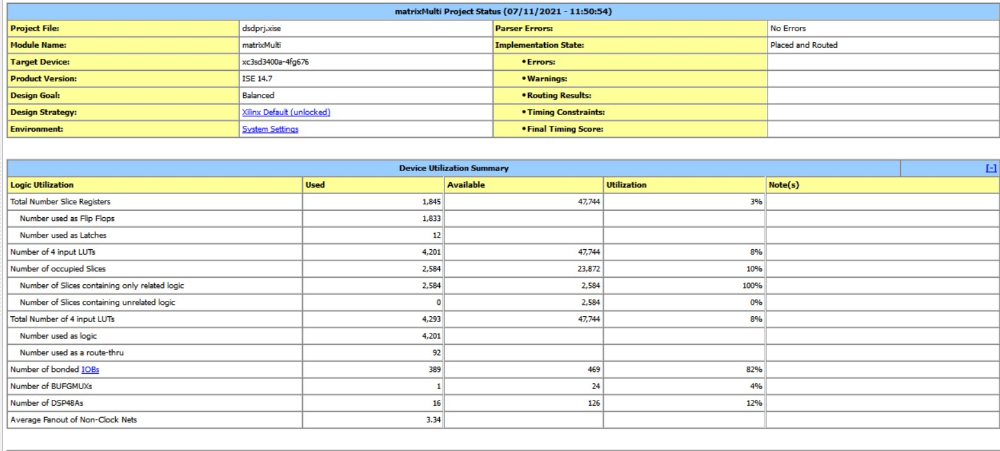 matrixMulti Project Status (07/11/2021 - 11:50:54)
Project File: dsdprj.xise Parser Errors: No Errors
Module Name: matrixMulti Implementation State: Placed and Routed
Target Device: xc3sd3400a-4fg676 •Errors:
Product Version: ISE 14.7 •Warnings:
Design Goal: Balanced •Routing Results:
Design Strategy: Xilinx Default (unlocked) •Timing Constraints:
Environment: System Settings •Final Timing Score:
Device Utilization Summary [-]
Logic Utilization Used Available Utilization Note(s)
Total Number Slice Registers 1,845 47,744 3%
Number used as Flip Flops 1,833
Number used as Latches 12
Number of 4 input LUTs 4,201 47,744 8%
Number of occupied Slices 2,584 23,872 10%
Number of Slices containing only related logic 2,584 2,584 100%
Number of Slices containing unrelated logic 0 2,584 0%
Total Number of 4 input LUTs 4,293 47,744 8%
Number used as logic 4,201
Number used as a route-thru 92
Number of bonded IOBs 389 469 82%
Number of BUFGMUXs 1 24 4%
Number of DSP48As 16 126 12%
Average Fanout of Non-Clock Nets 3.34